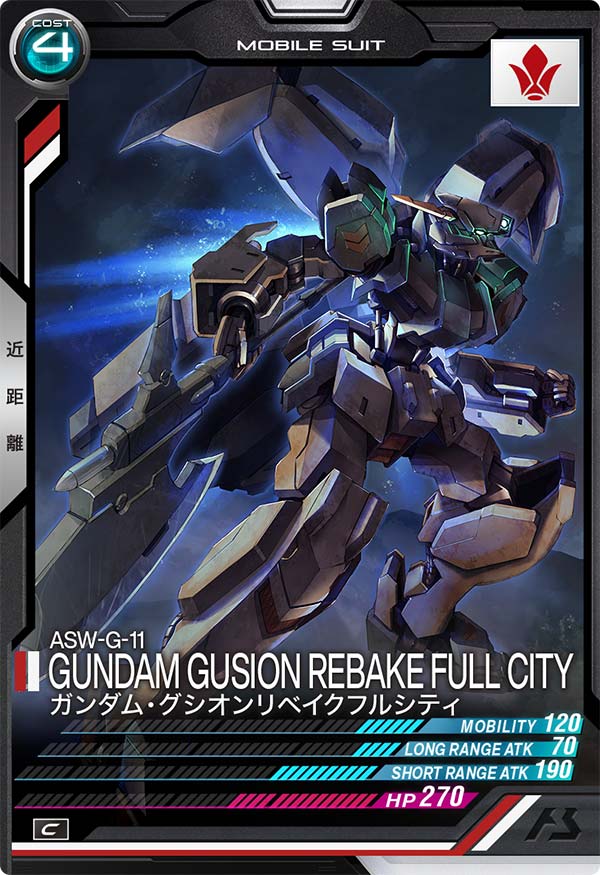 COST
4
MOBILE SUIT
近距離
ASW-G-11
GUNDAM GUSION REBAKE FULL CITY
ガンダム・グシオンリベイクフルシティ
MOBILITY 120
LONG RANGE ATK 70
SHORT RANGE ATK 190
HP 270
C